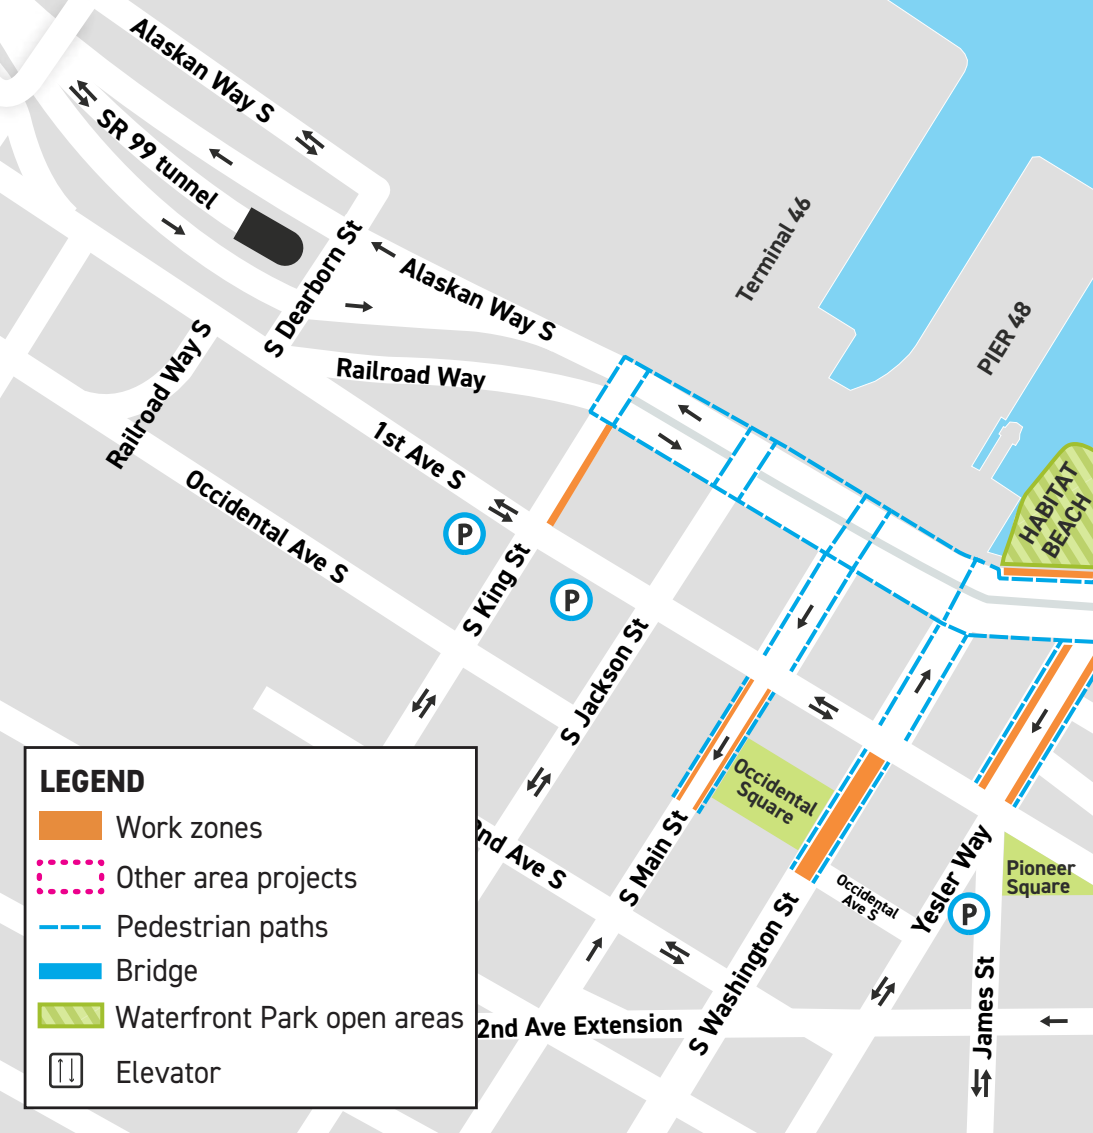 Alaskan Way S
SR 99 tunnel
Terminal 46
S Dearborn St
Alaskan Way S
PIER 48
Railroad Way S
Railroad Way
1st Ave S
HABITAT
BEACH
Occidental Ave S
P
S King St
P
S Jackson St
Occidental
Square
LEGEND
Work zones
Other area projects
Pedestrian paths
Bridge
Waterfront Park open areas
Elevator
2nd Ave S
S Main St
Occidental
Ave S
Yesler Way
Pioneer
Square
P
S Washington St
2nd Ave Extension
James St